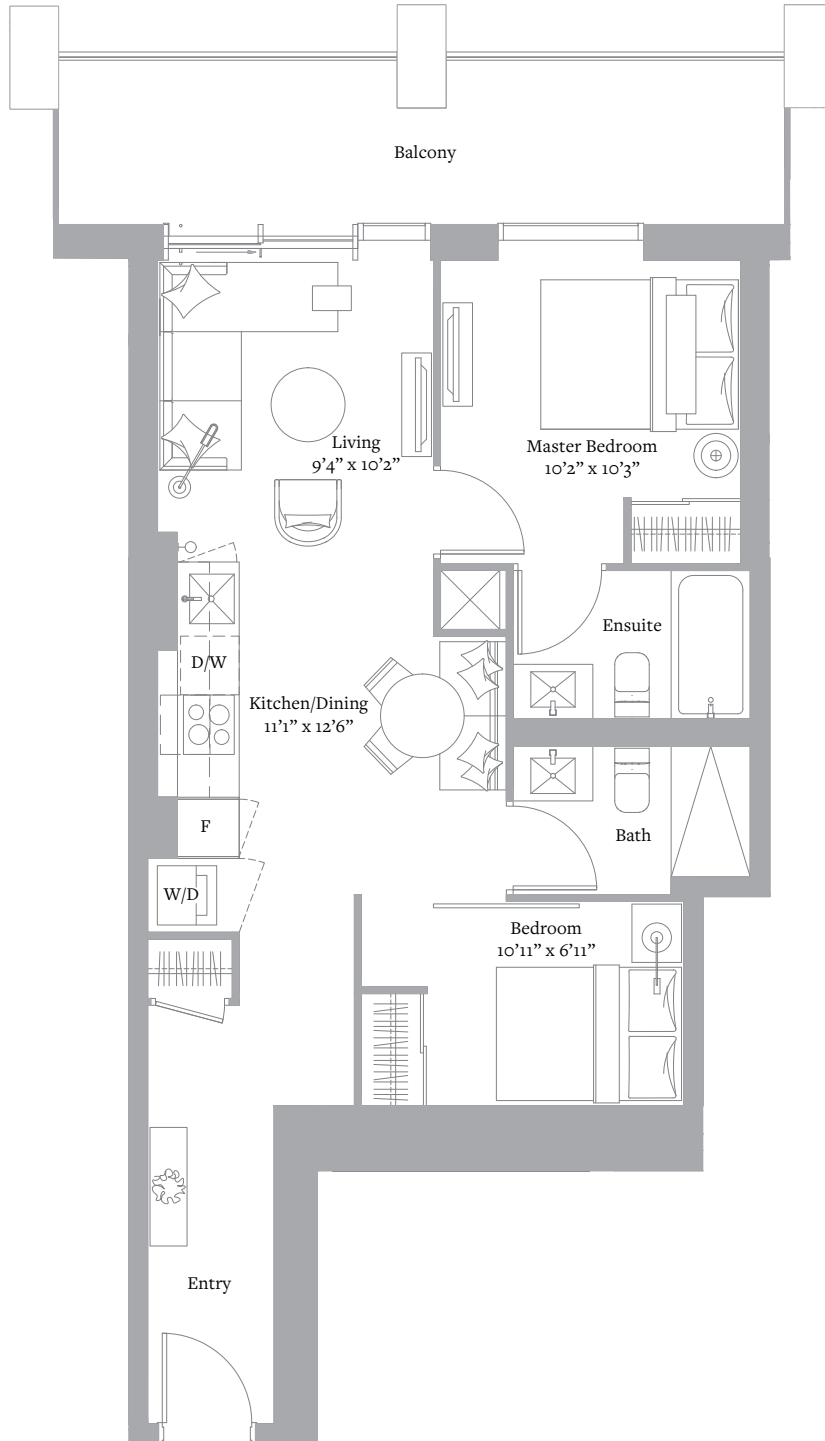 Balcony
Living
9’4” x 10’2”
Master Bedroom
10’2” x 10’3”
Ensuite
D/W
Kitchen/Dining
11’1” x 12’6”
F
Bath
W/D
Bedroom
10’11” x 6’11”
Entry